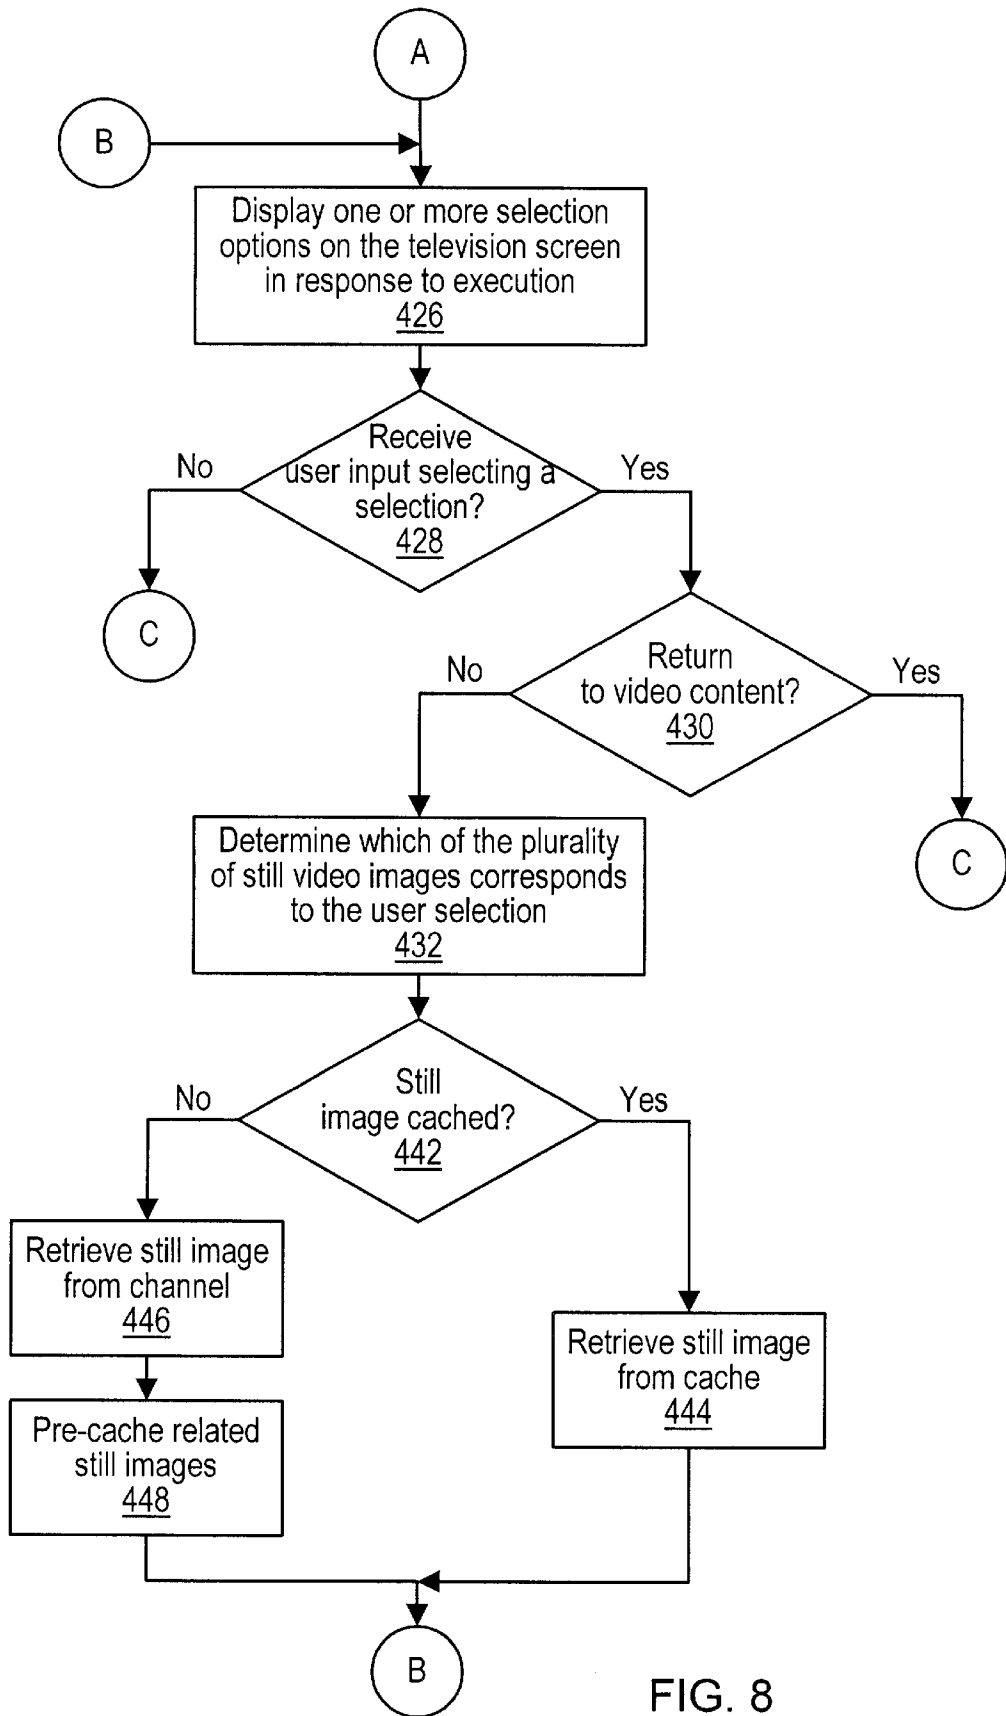 A
B
Display one or more selection
options on the television screen
in response to execution
426
Receive
user input selecting a
selection?
428
No
Yes
C
Return
to video content?
430
No
Yes
C
Determine which of the plurality
of still video images corresponds
to the user selection
432
Still
image cached?
442
No
Yes
Retrieve still image
from channel
446
Retrieve still image
from cache
444
Pre-cache related
still images
448
B
FIG. 8